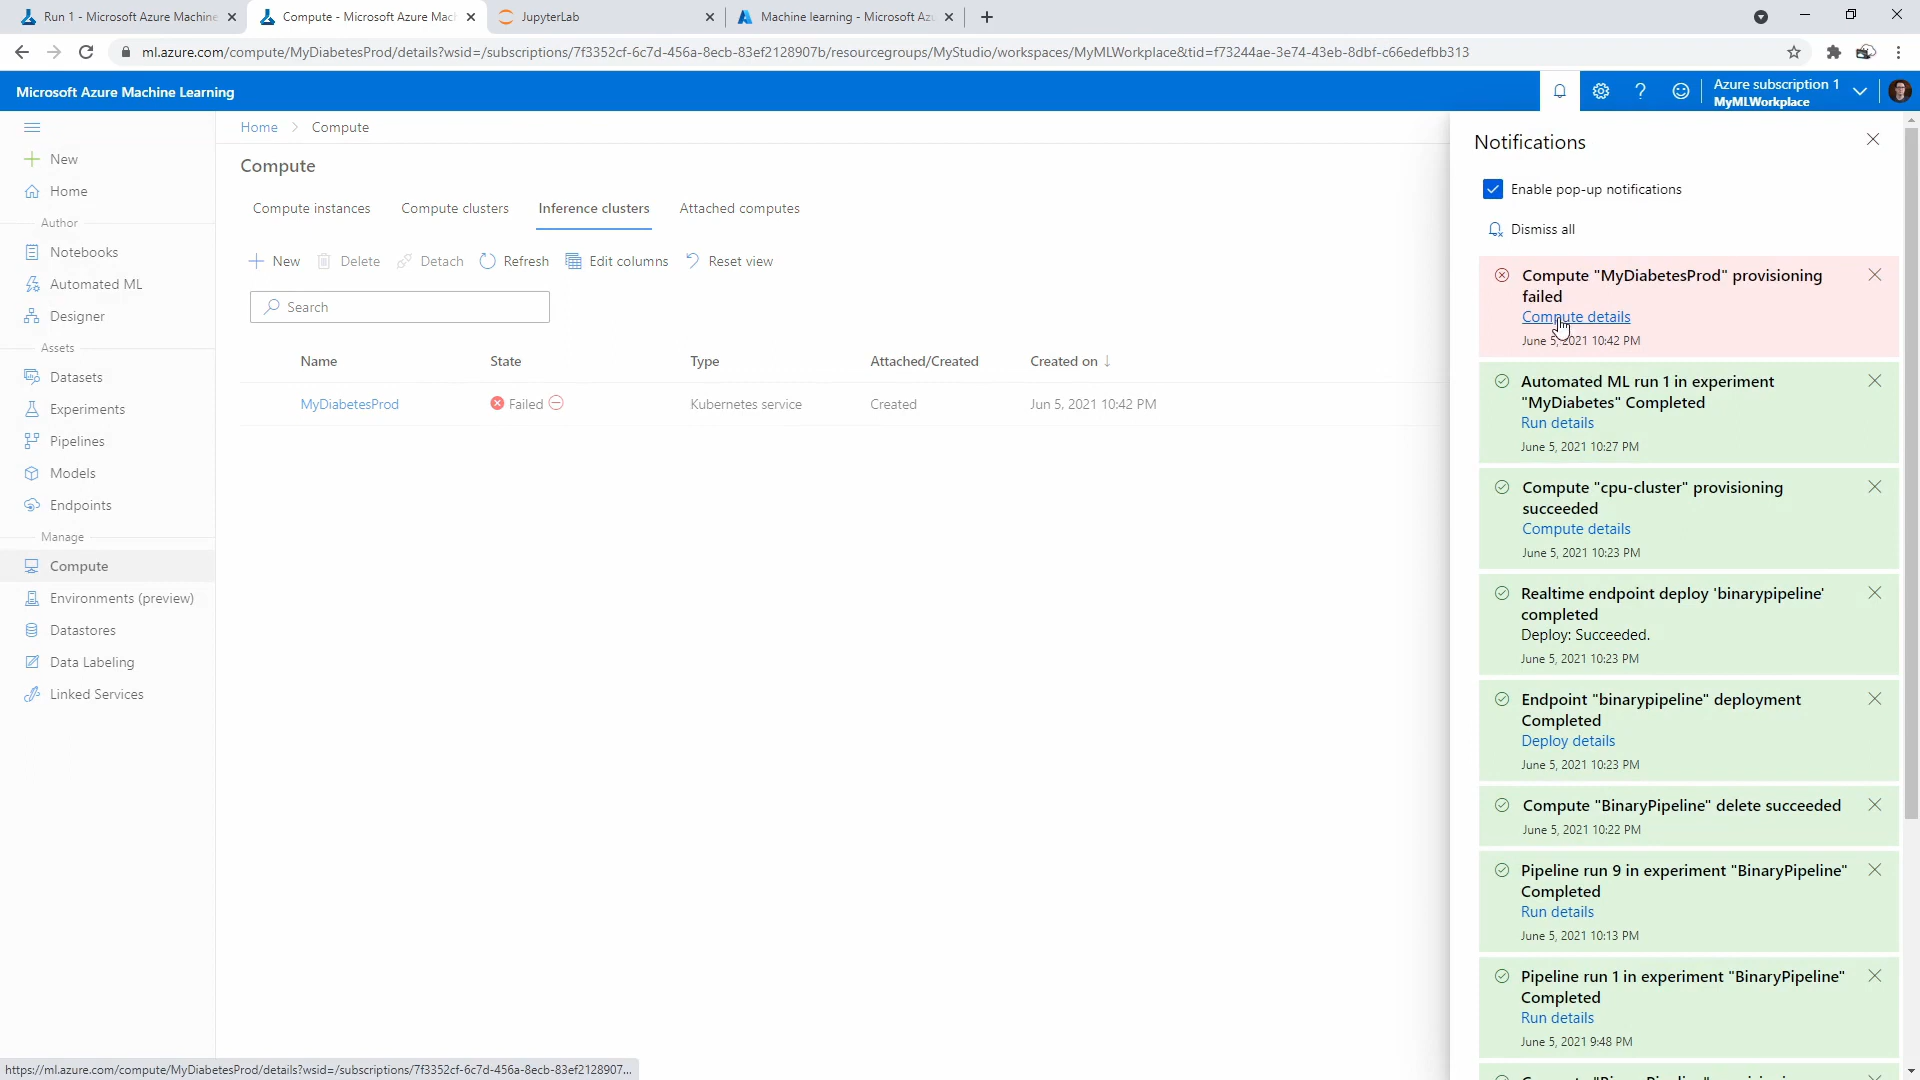 Run 1 - Microsoft Azure Machine
Compute - Microsoft Azure Mac
JupyterLab
Machine learning - Microsoft Az
ml.azure.com/compute/MyDiabetesProd/details?wsid=/subscriptions/7f3352cf-6c7d-456a-8ecb-83ef2128907b/resourcegroups/MyStudio/workspaces/MyMLWorkplace&tid=f73244ae-3e74-43eb-8dbf-c66edefbb313
Microsoft Azure Machine Learning
Azure subscription 1
MyMLWorkplace
New
Home
Author
Notebooks
Automated ML
Designer
Assets
Datasets
Experiments
Pipelines
Models
Endpoints
Manage
Compute
Environments (preview)
Datastores
Data Labeling
Linked Services
Home > Compute
Compute
Compute instances Compute clusters Inference clusters Attached computes
New Delete Detach Refresh Edit columns Reset view
Search
Name State Type Attached/Created Created on
MyDiabetesProd Failed Kubernetes service Created Jun 5, 2021 10:42 PM
Notifications
Enable pop-up notifications
Dismiss all
Compute "MyDiabetesProd" provisioning
failed
Compute details
June 5, 2021 10:42 PM
Automated ML run 1 in experiment
"MyDiabetes" Completed
Run details
June 5, 2021 10:27 PM
Compute "cpu-cluster" provisioning
succeeded
Compute details
June 5, 2021 10:23 PM
Realtime endpoint deploy 'binarypipeline'
completed
Deploy: Succeeded.
June 5, 2021 10:23 PM
Endpoint "binarypipeline" deployment
Completed
Deploy details
June 5, 2021 10:23 PM
Compute "BinaryPipeline" delete succeeded
June 5, 2021 10:22 PM
Pipeline run 9 in experiment "BinaryPipeline"
Completed
Run details
June 5, 2021 10:13 PM
Pipeline run 1 in experiment "BinaryPipeline"
Completed
Run details
June 5, 2021 9:48 PM
https://ml.azure.com/compute/MyDiabetesProd/details?wsid=/subscriptions/7f3352cf-6c7d-456a-8ecb-83ef2128907...